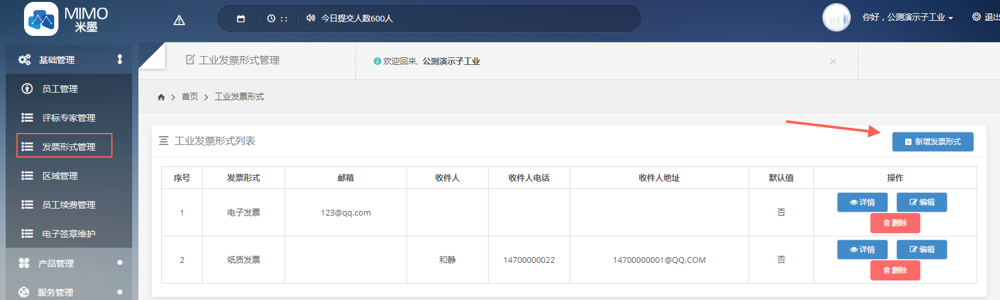 MIMO
米墨
: :
今日提交人数600人
你好，公测演示子工业
退出
基础管理
员工管理
评标专家管理
发票形式管理
区域管理
员工续费管理
电子签章维护
产品管理
服务管理
工业发票形式管理
欢迎回来, 公测演示子工业
×
首页 > 工业发票形式
工业发票形式列表
新增发票形式
序号 发票形式 邮箱 收件人 收件人电话 收件人地址 默认值 操作
1 电子发票 123@qq.com 否 详情 编辑
删除
2 纸质发票 和静 14700000022 14700000001@QQ.COM 否 详情 编辑
删除